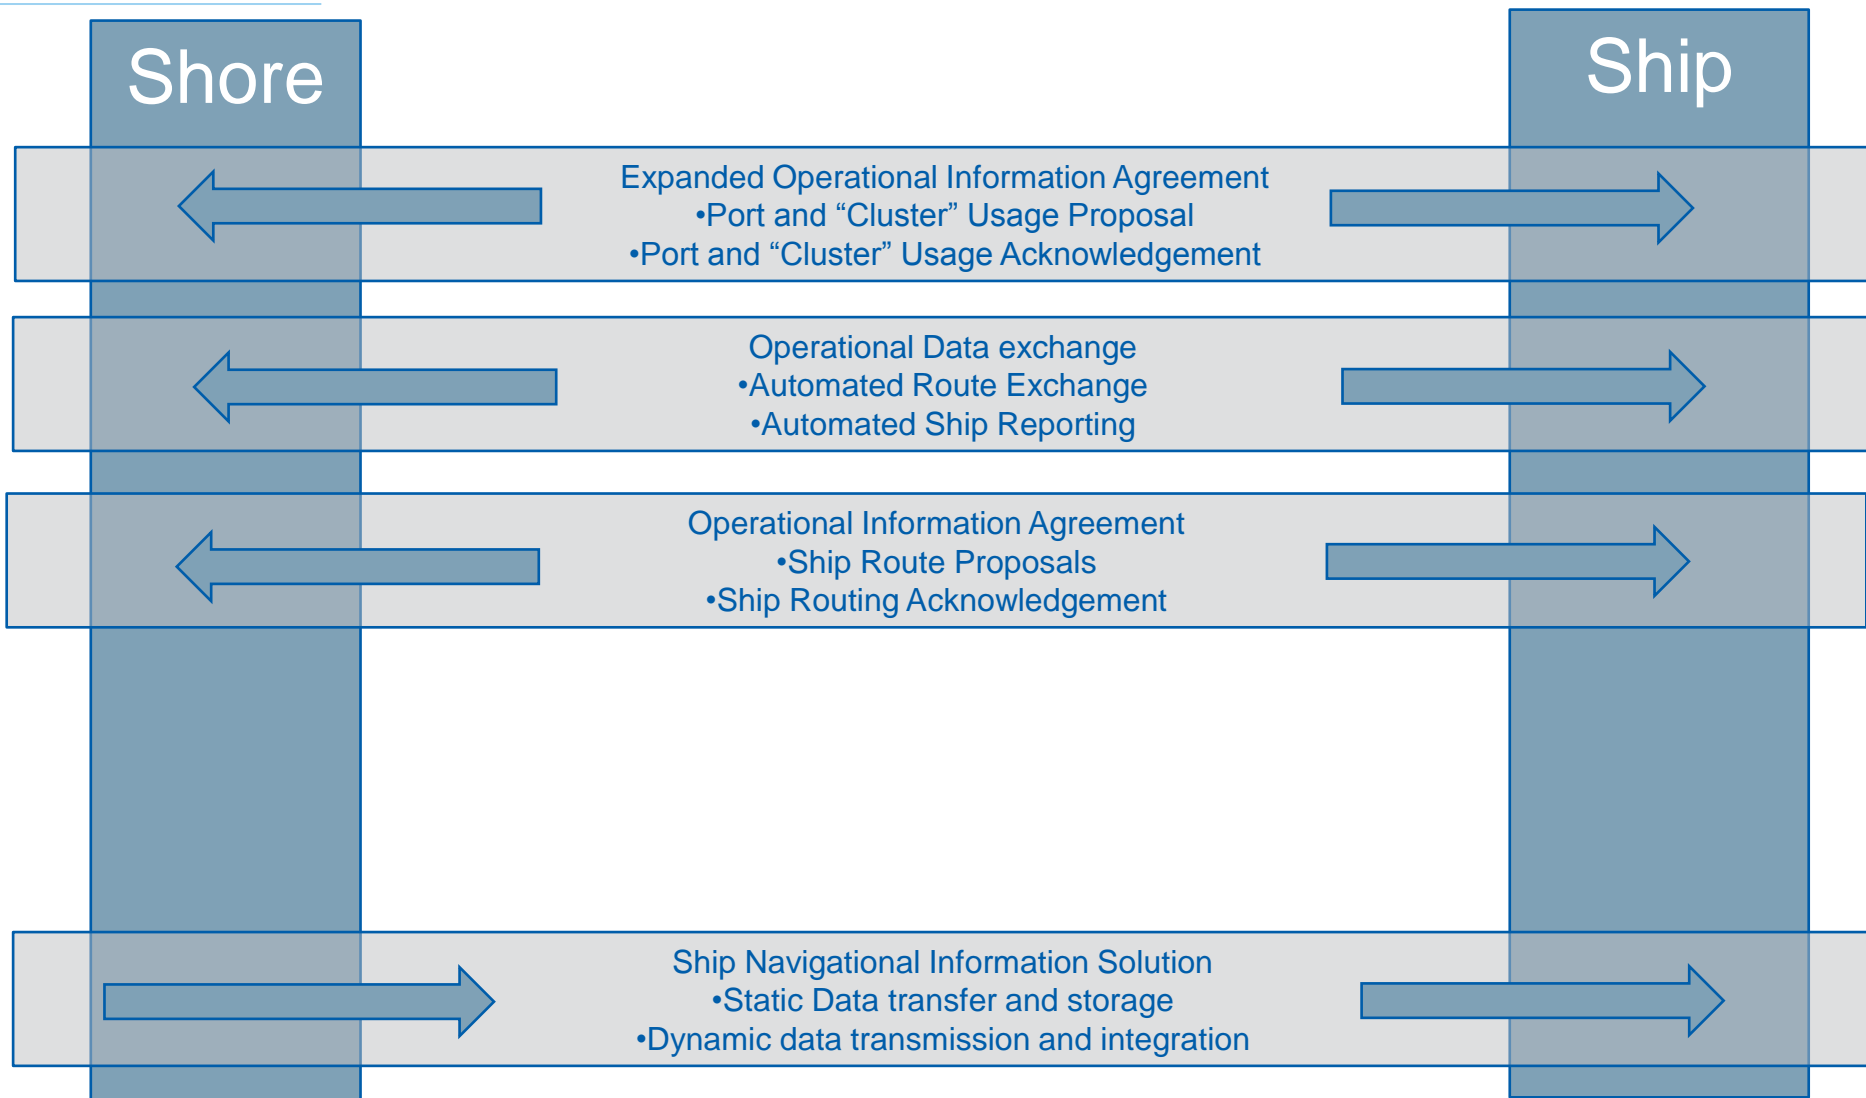 Shore
Ship
Expanded Operational Information Agreement
•Port and “Cluster” Usage Proposal
•Port and “Cluster” Usage Acknowledgement
Operational Data exchange
•Automated Route Exchange
•Automated Ship Reporting
Operational Information Agreement
•Ship Route Proposals
•Ship Routing Acknowledgement
Ship Navigational Information Solution
•Static Data transfer and storage
•Dynamic data transmission and integration